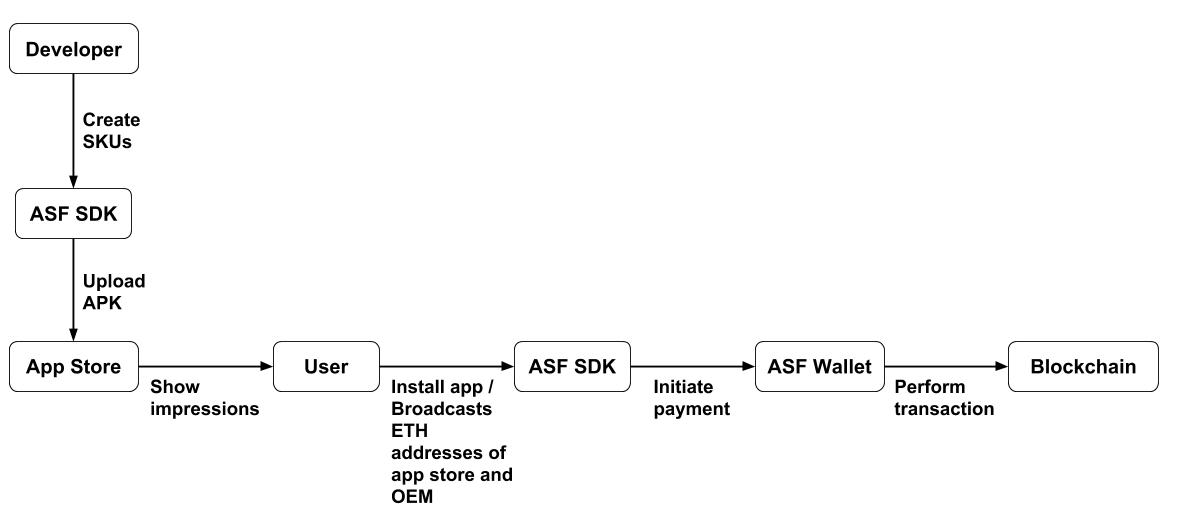 Developer
Create
SKUs
ASF SDK
Upload
APK
App Store
Show
impressions
User
Install app /
Broadcasts
ETH
addresses of
app store and
OEM
ASF SDK
Initiate
payment
ASF Wallet
Perform
transaction
Blockchain